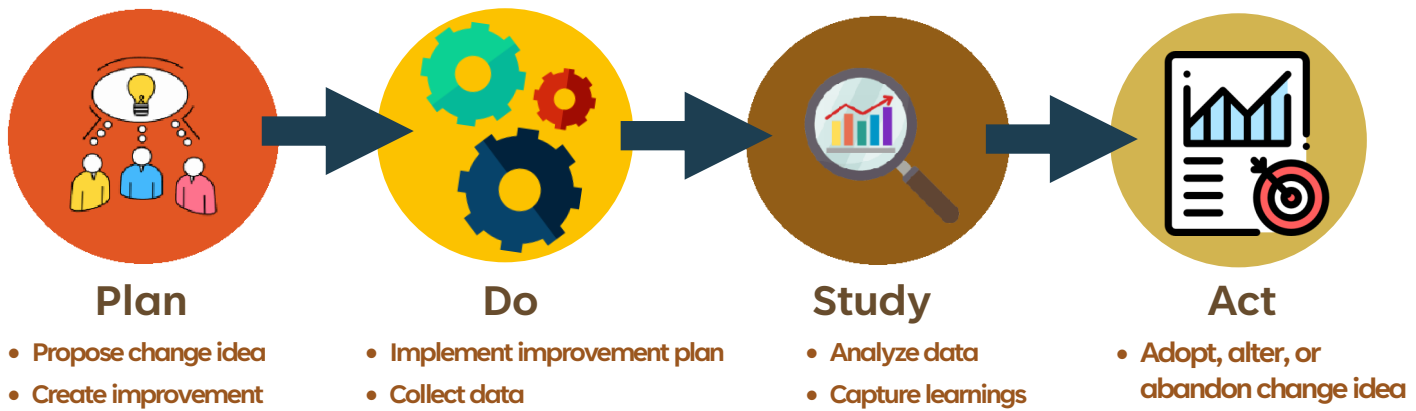 Plan
• Propose change idea
• Create improvement
Do
• Implement improvement plan
• Collect data
Study
• Analyze data
• Capture learnings
Act
• Adopt, alter, or
abandon change idea